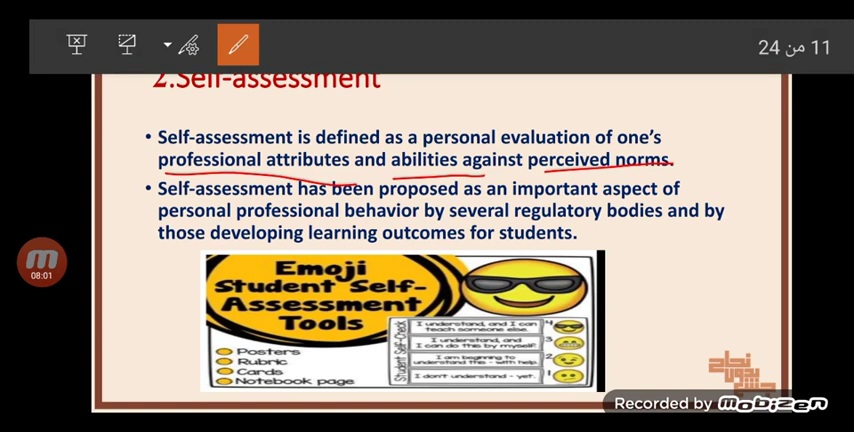 11 من 24
2.Self-assessment
• Self-assessment is defined as a personal evaluation of one's
professional attributes and abilities against perceived norms.
• Self-assessment has been proposed as an important aspect of
personal professional behavior by several regulatory bodies and by
those developing learning outcomes for students.
08:01
Emoji
Student Self-
Assessment
Tools
Posters
Rubric
Cards
Notebook page
Student Self-Check
I understand, and I can
teach someone else.
4
I understand, and
I can do this by myself.
3
I am beginning to
understand this - with help.
2
I don't understand - yet.
1
نجاح
بدون
Recorded by mobizen